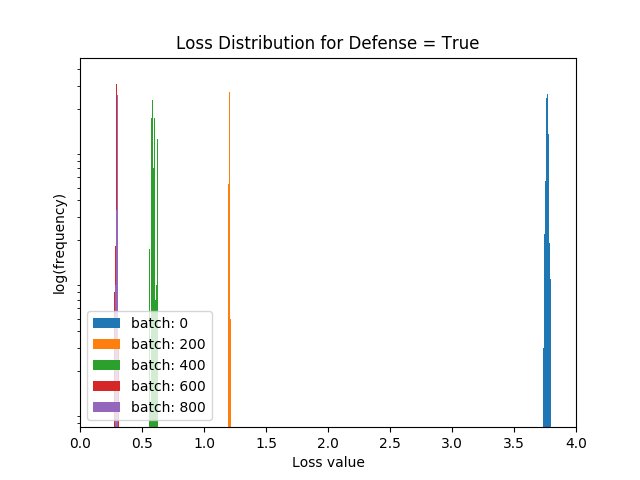 Loss Distribution for Defense = True
log(frequency)
batch: 0
batch: 200
batch: 400
batch: 600
batch: 800
0.0 0.5 1.0 1.5 2.0 2.5 3.0 3.5 4.0
Loss value